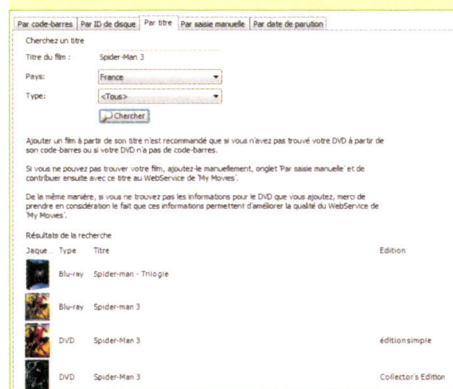 Par code-barres Par ID de disque Par titre Par saisie manuelle Par date de parution
Cherchez un titre
Titre du film : Spider-Man 3
Pays: France
Type: <Tous>
Chercher
Ajouter un film à partir de son titre n'est recommandé que si vous n'avez pas trouvé votre DVD à partir de
son code-barres ou si votre DVD n'a pas de code-barres.
Si vous ne pouvez pas trouver votre film, ajoutez-le manuellement, onglet 'Par saisie manuelle' et de
contribuer ensuite avec ce titre au WebService de 'My Movies'.
De la même manière, si vous ne trouvez pas les informations pour le DVD que vous ajoutez, merci de
prendre en considération le fait que ces informations permettent d'améliorer la qualité du WebService de
'My Movies'.
Résultats de la recherche
Jaque... Type Titre Edition
Blu-ray Spider-man - Trilogie
Blu-ray Spider-Man 3
DVD Spider-Man 3 édition simple
DVD Spider-Man 3 Collector's Edition